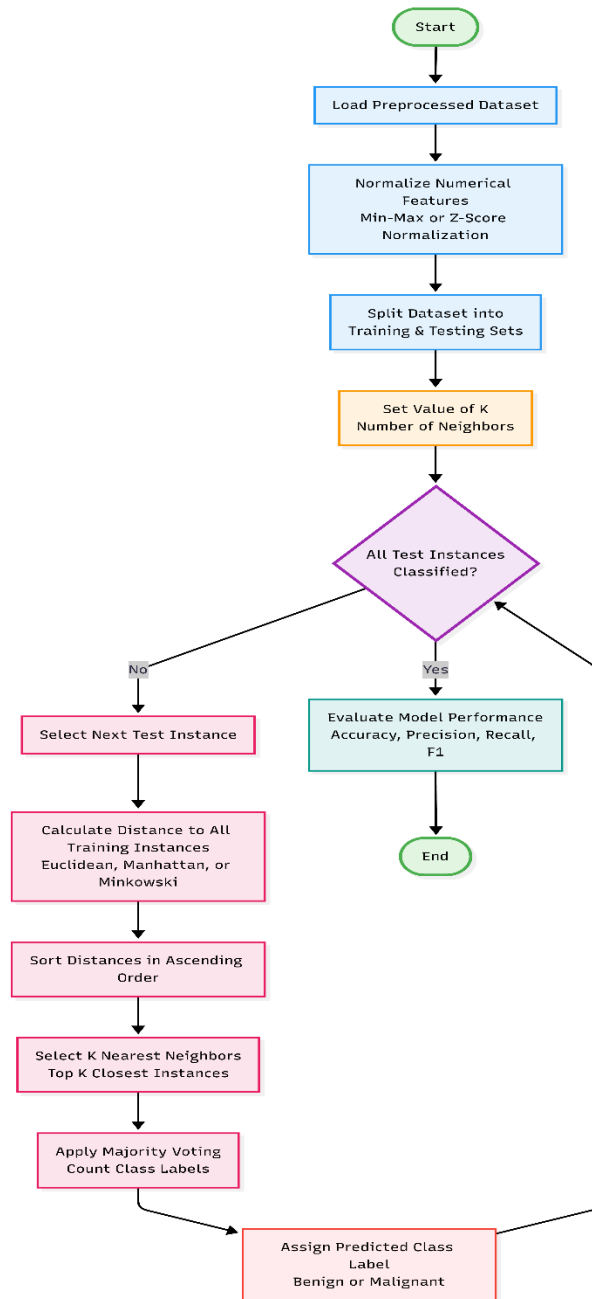 Start
Load Preprocessed Dataset
Normalize Numerical
Features
Min-Max or Z-Score
Normalization
Split Dataset into
Training & Testing Sets
Set Value of K
Number of Neighbors
All Test Instances
Classified?
No
Yes
Select Next Test Instance
Evaluate Model Performance
Accuracy, Precision, Recall,
F1
Calculate Distance to All
Training Instances
Euclidean, Manhattan, or
Minkowski
End
Sort Distances in Ascending
Order
Select K Nearest Neighbors
Top K Closest Instances
Apply Majority Voting
Count Class Labels
Assign Predicted Class
Label
Benign or Malignant